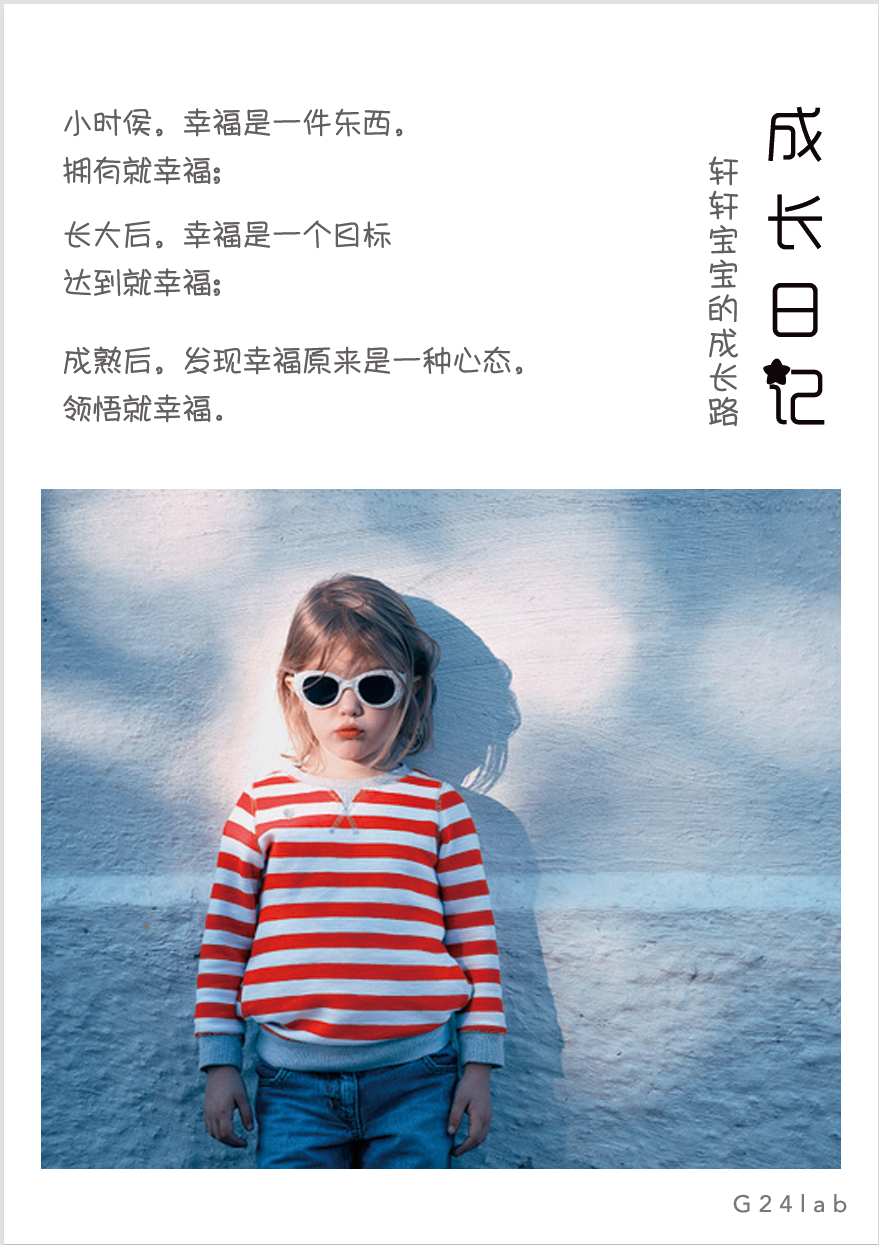 小时侯。幸福是一件东西。
拥有就幸福;
长大后。幸福是一个目标
达到就幸福;
成熟后。发现幸福原来是一种心态。
领悟就幸福.
成长日记
轩轩宝宝的成长路
G24lab